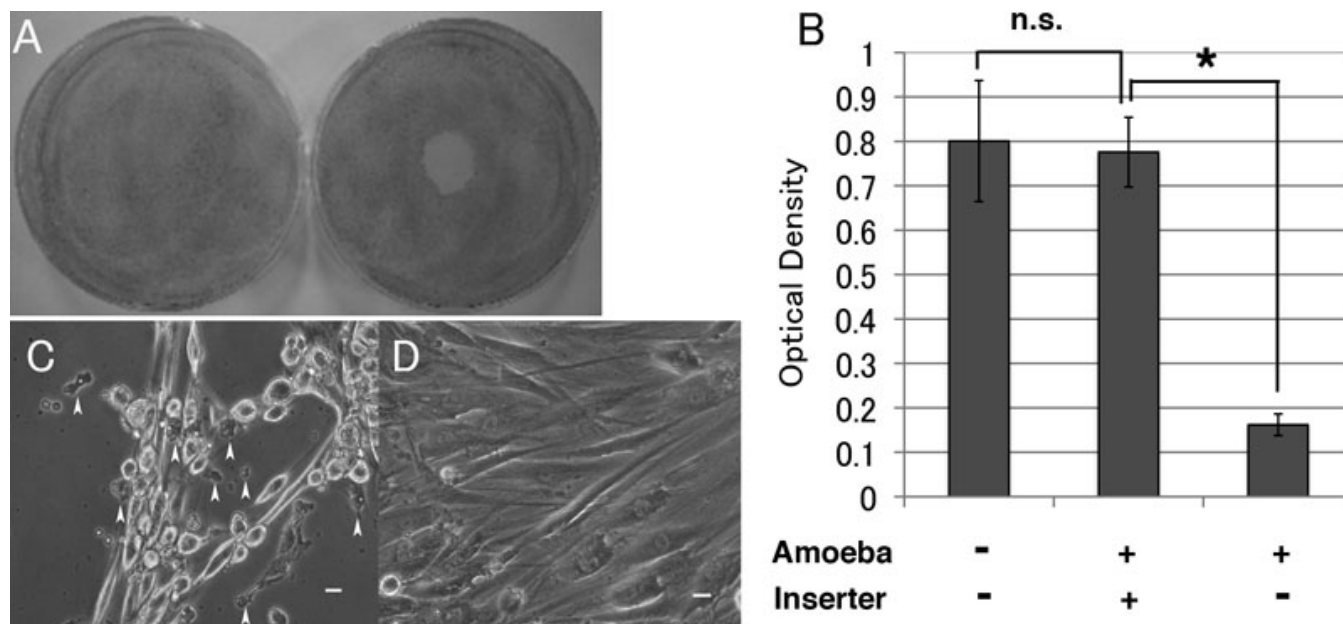 A
B
n.s.
*
1
0.9
0.8
0.7
0.6
0.5
0.4
0.3
0.2
0.1
0
Optical Density
C
D
Amoeba - + +
Inserter - + -